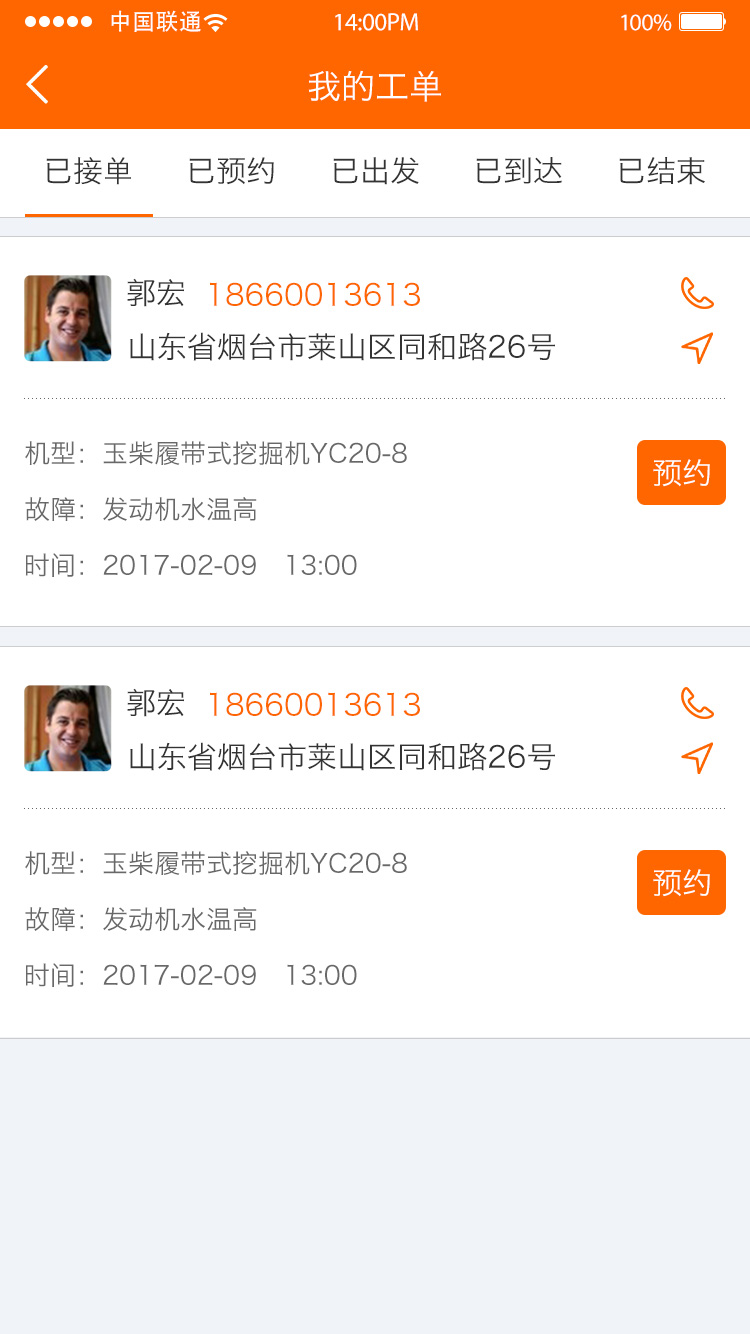 中国联通 14:00PM 100%
我的工单
已接单 已预约 已出发 已到达 已结束
郭宏 18660013613
山东省烟台市莱山区同和路26号
机型：玉柴履带式挖掘机YC20-8
预约
故障：发动机水温高
时间：2017-02-09 13:00
郭宏 18660013613
山东省烟台市莱山区同和路26号
机型：玉柴履带式挖掘机YC20-8
预约
故障：发动机水温高
时间：2017-02-09 13:00